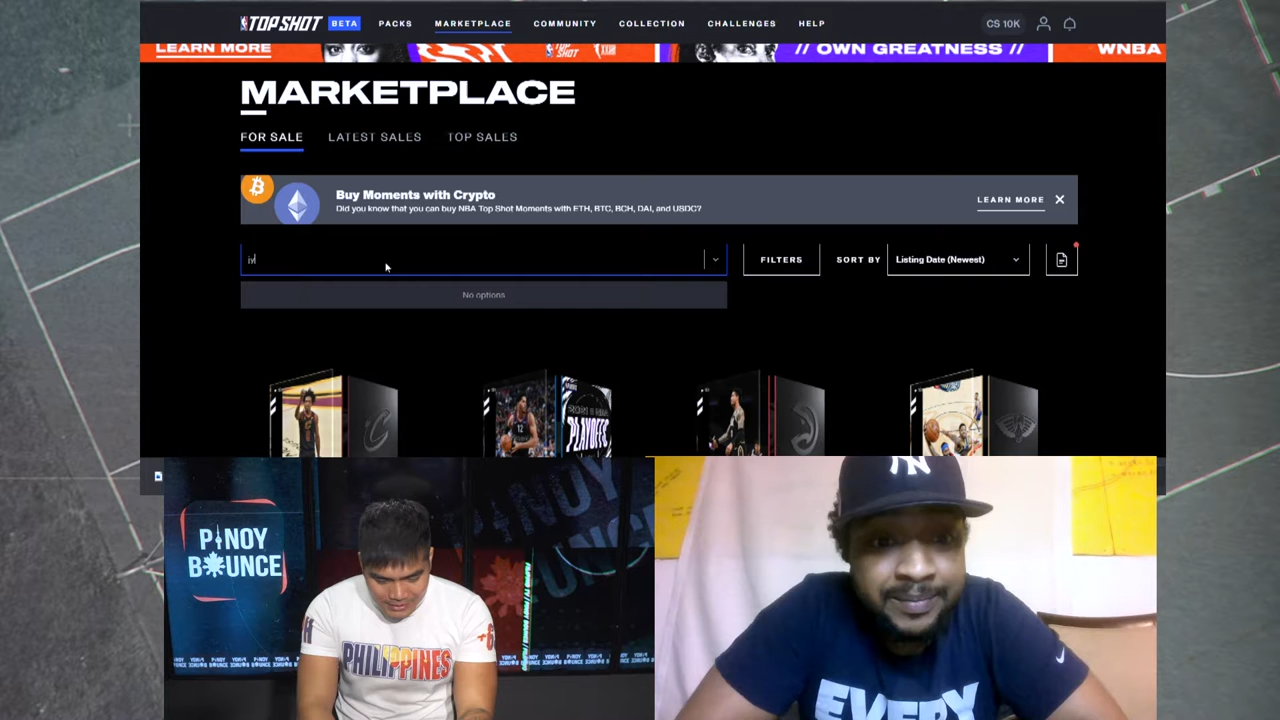 TOP SHOT BETA PACKS MARKETPLACE COMMUNITY COLLECTION CHALLENGES HELP CS 10K
LEARN MORE TOP SHOT // OWN GREATNESS // WNBA
MARKETPLACE
FOR SALE LATEST SALES TOP SALES
Buy Moments with Crypto
Did you know that you can buy NBA Top Shot Moments with ETH, BTC, BCH, DAI, and USDC?
LEARN MORE
FILTERS SORT BY Listing Date (Newest)
No options
PLAYOFFS
PINOY
BOUNCE
PHILIPPINES
NY
EVERY